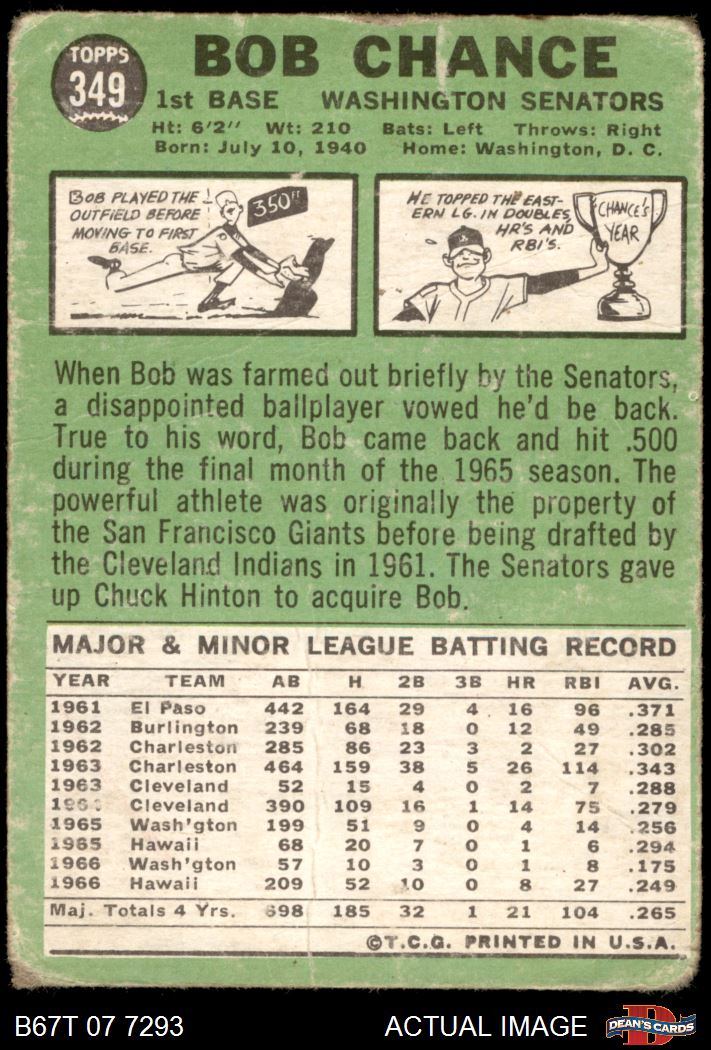 TOPPS
349
BOB CHANCE
1st BASE WASHINGTON SENATORS
Ht: 6'2" Wt: 210 Bats: Left Throws: Right
Born: July 10, 1940 Home: Washington, D. C.
BOB PLAYED THE
OUTFIELD BEFORE
MOVING TO FIRST
BASE.
350FT
HE TOPPED THE EAST-
ERN LG. IN DOUBLES,
HR'S AND
RBI'S.
CHANCE'S
YEAR
When Bob was farmed out briefly by the Senators,
a disappointed ballplayer vowed he'd be back.
True to his word, Bob came back and hit .500
during the final month of the 1965 season. The
powerful athlete was originally the property of
the San Francisco Giants before being drafted by
the Cleveland Indians in 1961. The Senators gave
up Chuck Hinton to acquire Bob.
MAJOR & MINOR LEAGUE BATTING RECORD
YEAR TEAM AB H 2B 3B HR RBI AVG.
1961 El Paso 442 164 29 4 16 96 .371
1962 Burlington 239 68 18 0 12 49 .285
1962 Charleston 285 86 23 3 2 27 .302
1963 Charleston 464 159 38 5 26 114 .343
1963 Cleveland 52 15 4 0 2 7 .288
Cleveland 390 109 16 1 14 75 .279
1965 Wash'gton 199 51 9 0 4 14 .256
1965 Hawaii 68 20 7 0 1 6 .294
1966 Wash'gton 57 10 3 0 1 8 .175
1966 Hawaii 209 52 10 0 8 27 .249
Maj. Totals 4 Yrs. 698 185 32 1 21 104 .265
©T.C.G. PRINTED IN U.S.A.
B67T 07 7293 ACTUAL IMAGE
DEAN'S CARDS